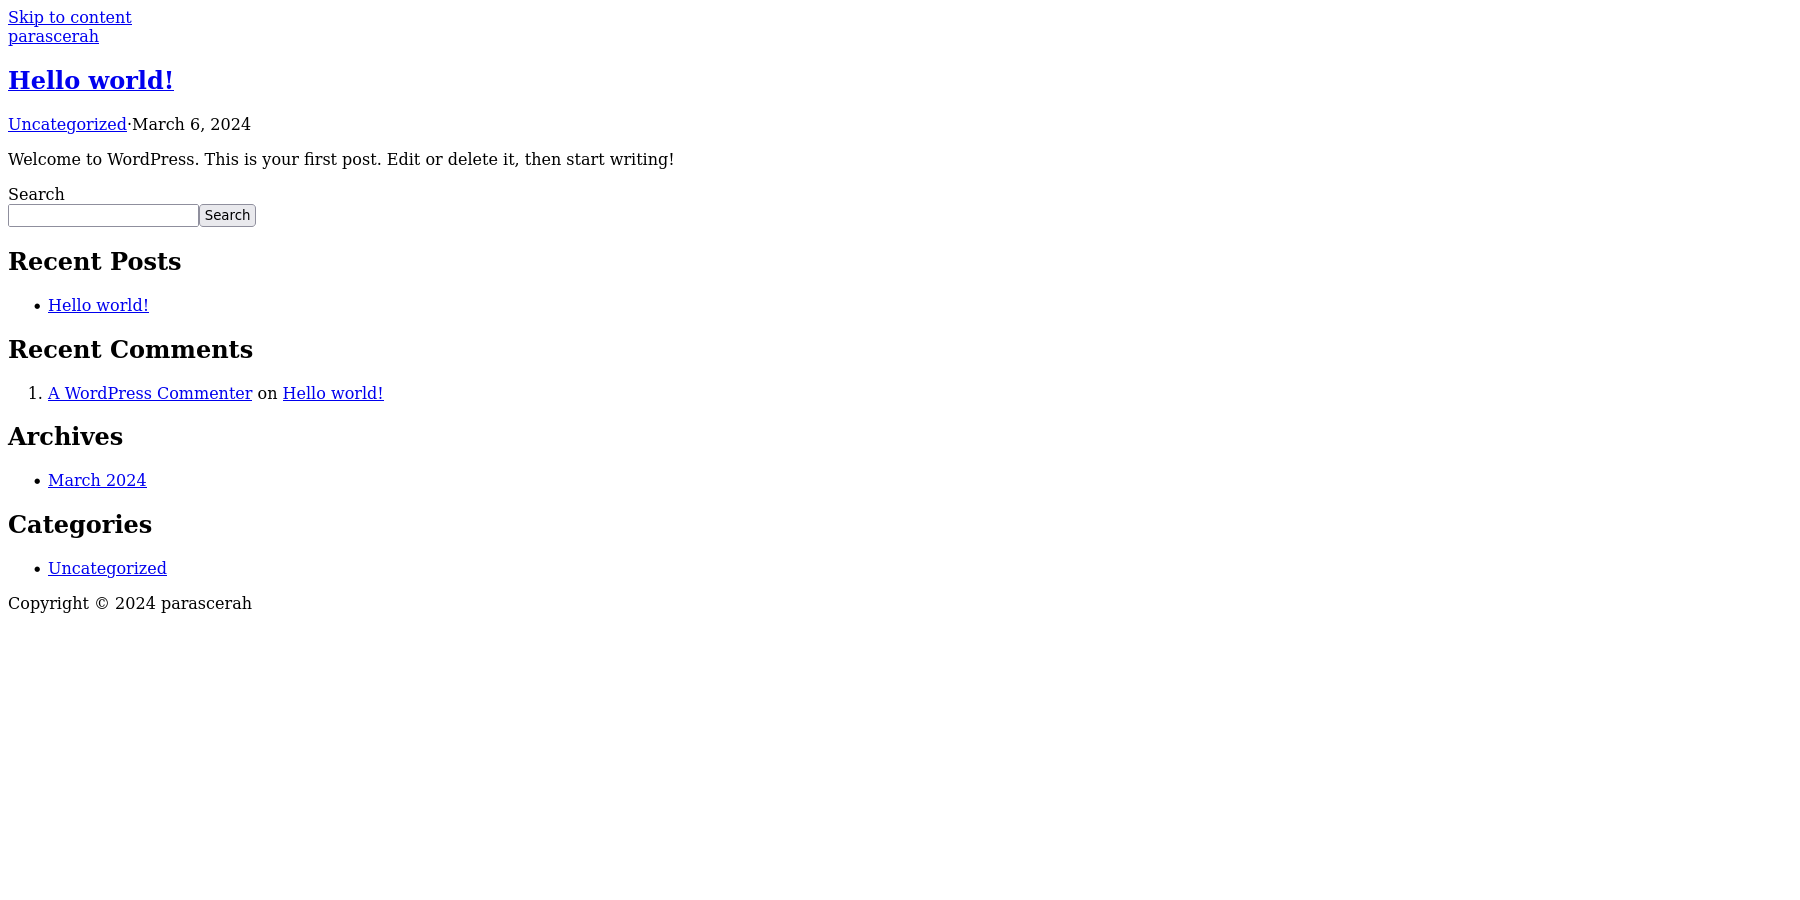 Skip to content
parascerah
Hello world!
Uncategorized·March 6, 2024
Welcome to WordPress. This is your first post. Edit or delete it, then start writing!
Search
Search
Recent Posts
• Hello world!
Recent Comments
1. A WordPress Commenter on Hello world!
Archives
• March 2024
Categories
• Uncategorized
Copyright © 2024 parascerah